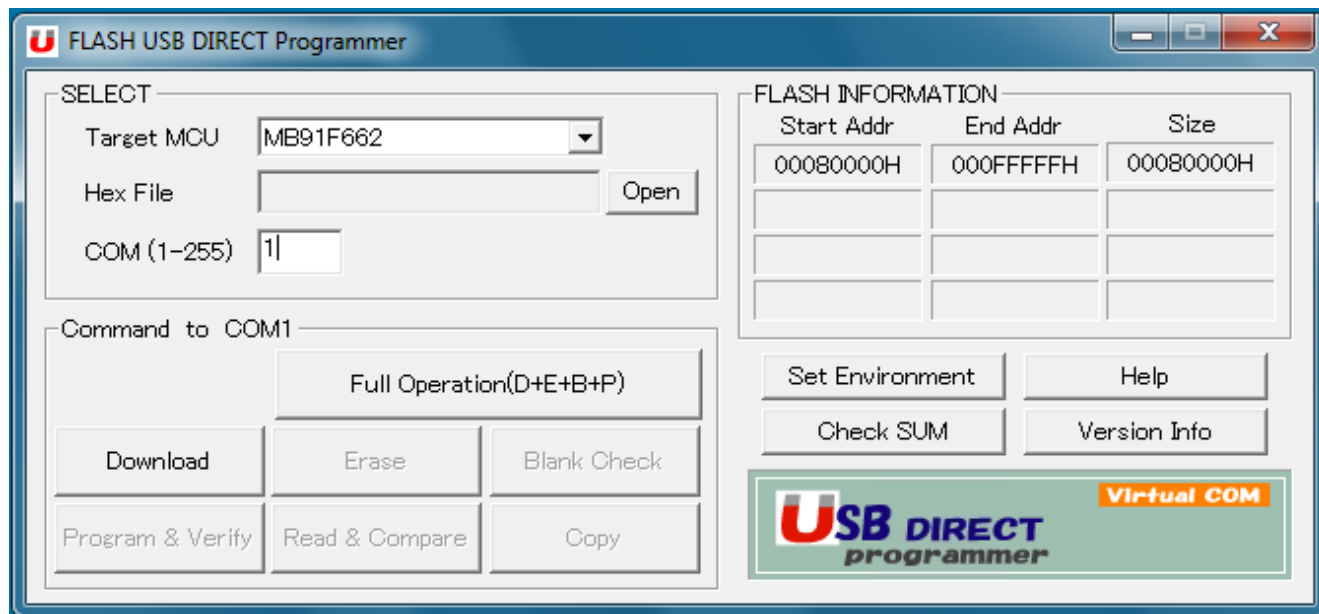 FLASH USB DIRECT Programmer
SELECT
Target MCU MB91F662
Hex File Open
COM (1-255) 1
Command to COM1
Full Operation(D+E+B+P)
Download Erase Blank Check
Program & Verify Read & Compare Copy
FLASH INFORMATION
Start Addr End Addr Size
00080000H 000FFFFFH 00080000H
Set Environment Help
Check SUM Version Info
Virtual COM
USB DIRECT
programmer